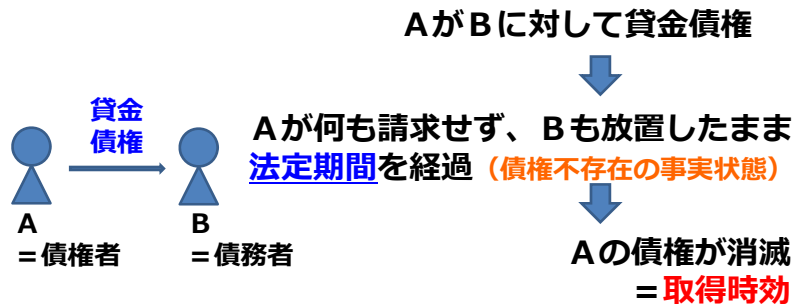 AがBに対して貸金債権
貸金
債権
Aが何も請求せず、Bも放置したまま
法定期間を経過(債権不存在の事実状態)
A
=債権者
B
=債務者
Aの債権が消滅
=取得時効